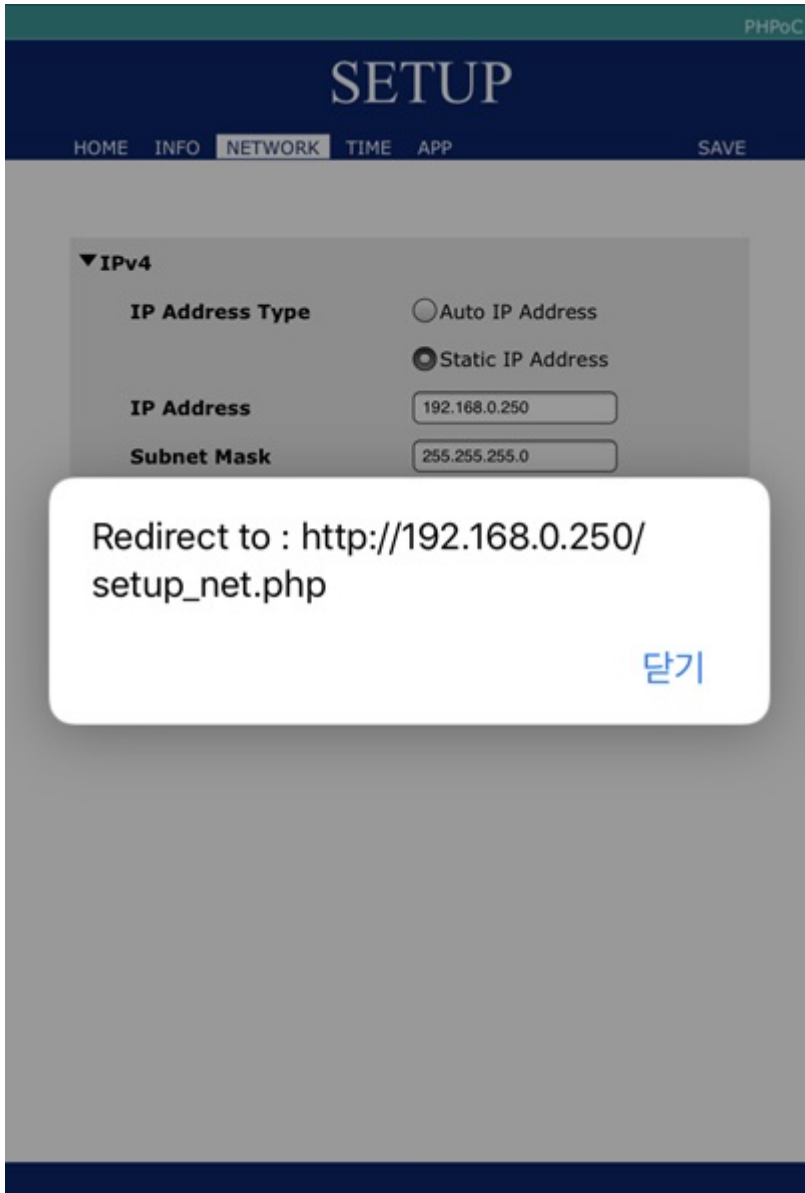 PHPoC
SETUP
HOME INFO NETWORK TIME APP SAVE
▼IPv4
IP Address Type Auto IP Address
Static IP Address
IP Address 192.168.0.250
Subnet Mask 255.255.255.0
Redirect to : http://192.168.0.250/
setup_net.php
닫기